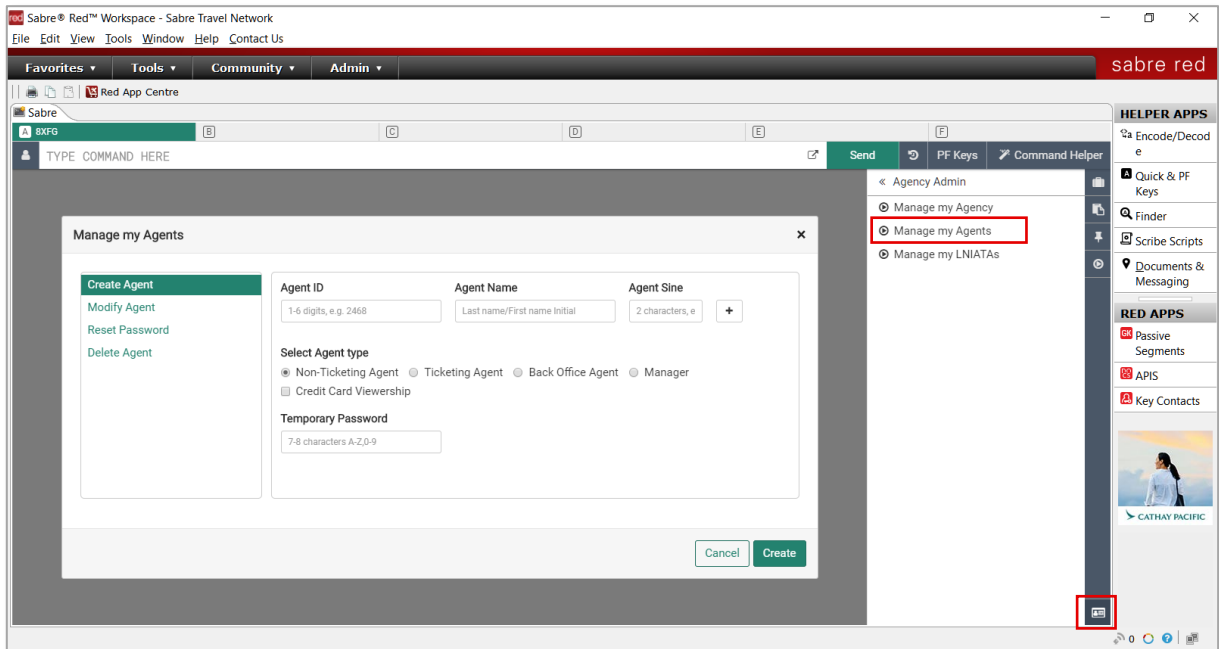 red Sabre® Red™ Workspace - Sabre Travel Network
File Edit View Tools Window Help Contact Us
Favorites Tools Community Admin
sabre red
Red App Centre
Sabre
A 8XFG B C D E F
TYPE COMMAND HERE
Send PF Keys Command Helper
« Agency Admin
Manage my Agency
Manage my Agents
Manage my LNIATAs
Manage my Agents
Create Agent
Modify Agent
Reset Password
Delete Agent
Agent ID Agent Name Agent Sine
1-6 digits, e.g. 2468 Last name/First name Initial 2 characters, e +
Select Agent type
Non-Ticketing Agent Ticketing Agent Back Office Agent Manager
Credit Card Viewership
Temporary Password
7-8 characters A-Z,0-9
Cancel Create
HELPER APPS
Encode/Decod
e
Quick & PF
Keys
Finder
Scribe Scripts
Documents &
Messaging
RED APPS
GK Passive
Segments
APIS
Key Contacts
CATHAY PACIFIC
0